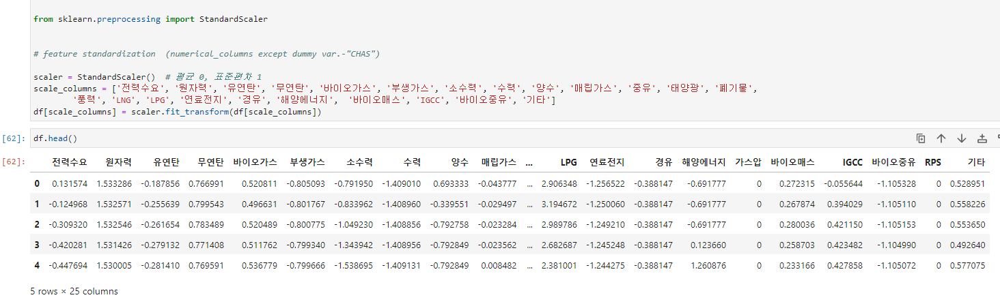 from sklearn.preprocessing import StandardScaler
# feature standardization  (numerical_columns except dummy var.-"CHAS")
scaler = StandardScaler()  # 평균 0, 표준편차 1
scale_columns = ['전력수요', '원자력', '유연탄', '무연탄', '바이오가스', '부생가스', '소수력', '수력', '양수', '매립가스', '중유', '태양광', '폐기물',
'풍력', 'LNG', 'LPG', '연료전지', '경유', '해양에너지',  '바이오매스', 'IGCC', '바이오중유', '기타']
df[scale_columns] = scaler.fit_transform(df[scale_columns])
[62]: df.head()
[62]: 전력수요 원자력 유연탄 무연탄 바이오가스 부생가스 소수력 수력 양수 매립가스 ... LPG 연료전지 경유 해양에너지 가스압 바이오매스 IGCC 바이오중유 RPS 기타
0 0.131574 1.533286 -0.187856 0.766991 0.520811 -0.805093 -0.791950 -1.409010 0.693333 -0.043777 ... 2.906348 -1.256522 -0.388147 -0.691777 0 0.272315 -0.055644 -1.105328 0 0.528951
1 -0.124968 1.532571 -0.255639 0.799543 0.496631 -0.801767 -0.833962 -1.408960 -0.339551 -0.029497 ... 3.194672 -1.250060 -0.388147 -0.691777 0 0.267874 0.394029 -1.105110 0 0.558226
2 -0.309320 1.532546 -0.261654 0.783489 0.520489 -0.800775 -1.049230 -1.408856 -0.792758 -0.023284 ... 2.989786 -1.249210 -0.388147 -0.691777 0 0.280036 0.421150 -1.105153 0 0.553650
3 -0.420281 1.531426 -0.279132 0.771408 0.511762 -0.799340 -1.343942 -1.408956 -0.792849 -0.023562 ... 2.682687 -1.245248 -0.388147 0.123660 0 0.258703 0.423482 -1.104990 0 0.492640
4 -0.447694 1.530005 -0.281410 0.769591 0.536779 -0.799666 -1.538695 -1.409131 -0.792849 0.008482 ... 2.381001 -1.244275 -0.388147 1.260876 0 0.233166 0.427858 -1.105072 0 0.577075
5 rows × 25 columns